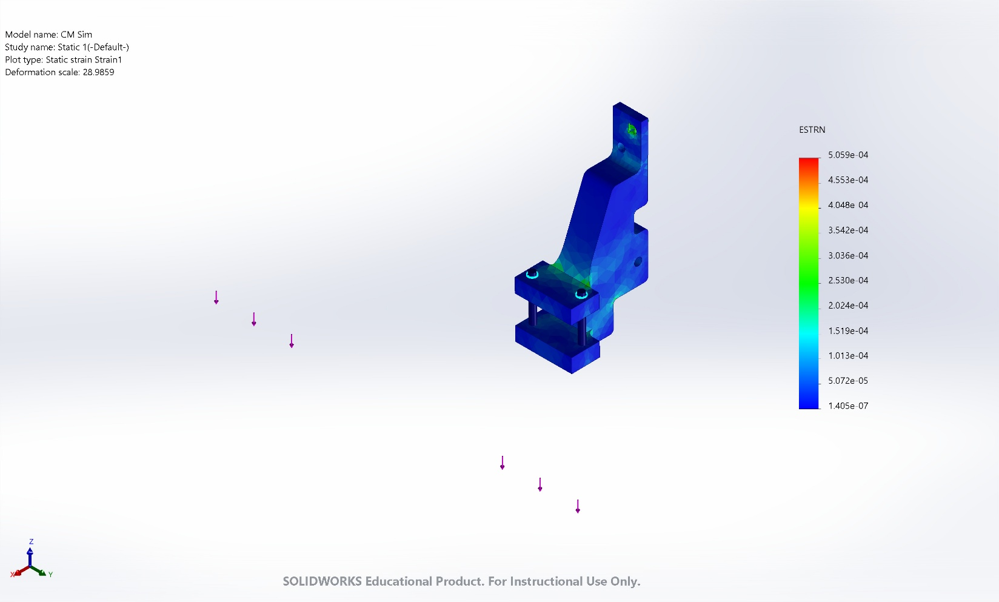 Model name: CM Sim
Study name: Static 1(-Default-)
Plot type: Static strain Strain1
Deformation scale: 28.9859
ESTRN
5.059e-04
4.553e-04
4.048e-04
3.542e-04
3.036e-04
2.530e-04
2.024e-04
1.519e-04
1.013e-04
5.072e-05
1.405e-07
Z
X
Y
SOLIDWORKS Educational Product. For Instructional Use Only.